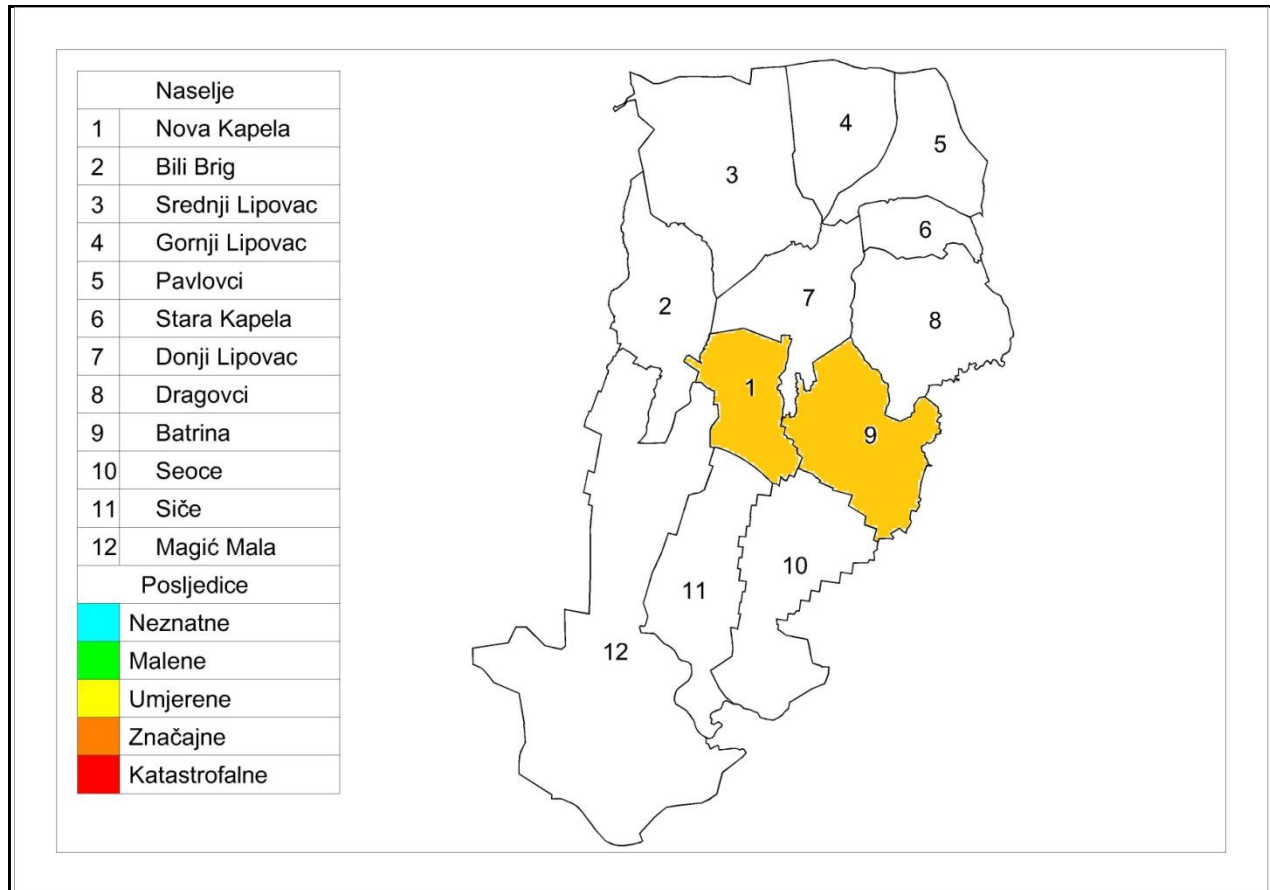 Naselje
1 Nova Kapela
2 Bili Brig
3 Srednji Lipovac
4 Gornji Lipovac
5 Pavlovci
6 Stara Kapela
7 Donji Lipovac
8 Dragovci
9 Batrina
10 Seoce
11 Siče
12 Magić Mala
Posljedice
Neznatne
Malene
Umjerene
Značajne
Katastrofalne
4
5
3
6
7
2
8
1
9
10
11
12